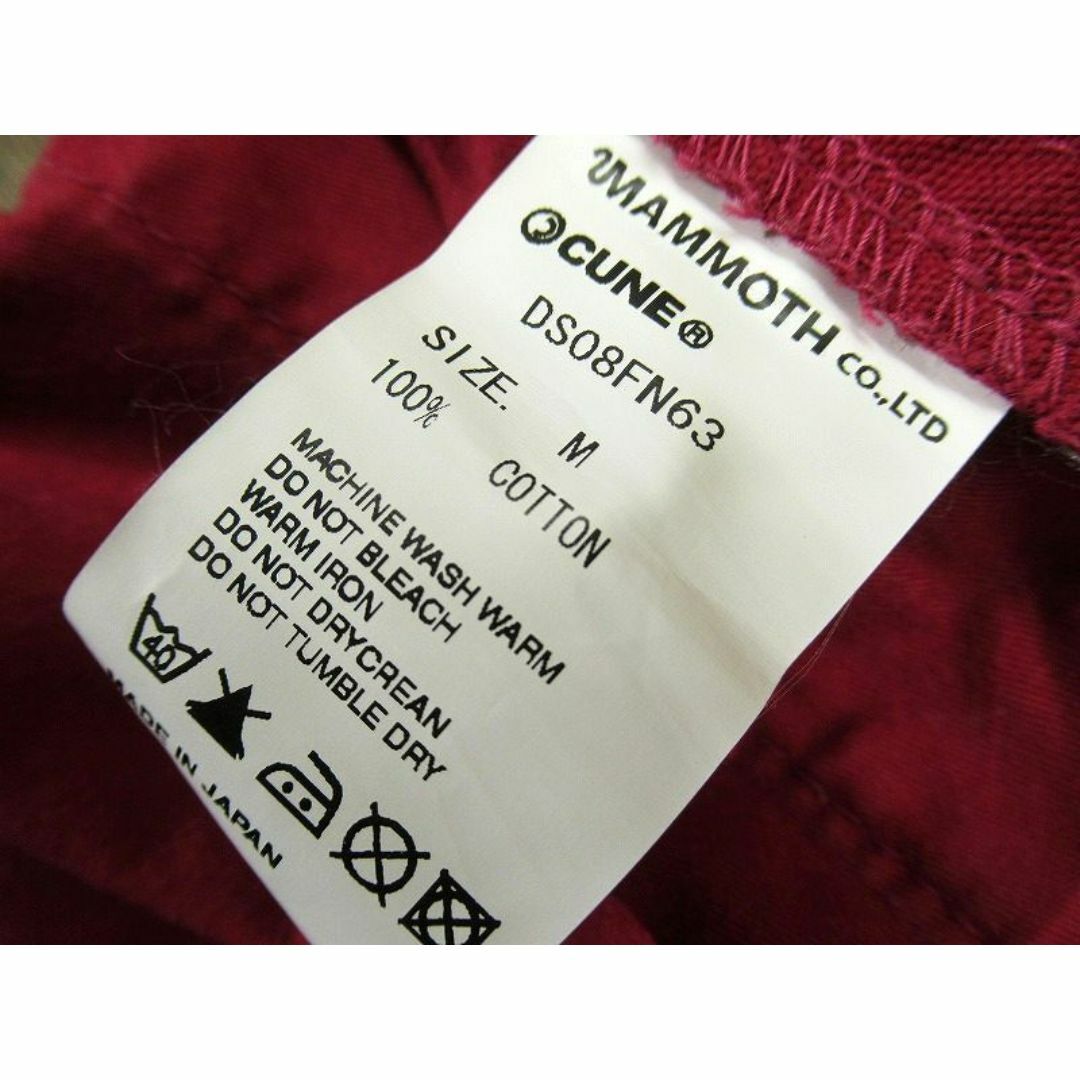 MAMMOTH CO.,LTD
CUNE®
DS08FN63
SIZE. M
100% COTTON
MACHINE WASH WARM
DO NOT BLEACH
WARM IRON
DO NOT DRYCREAN
DO NOT TUMBLE DRY
40
MADE IN JAPAN